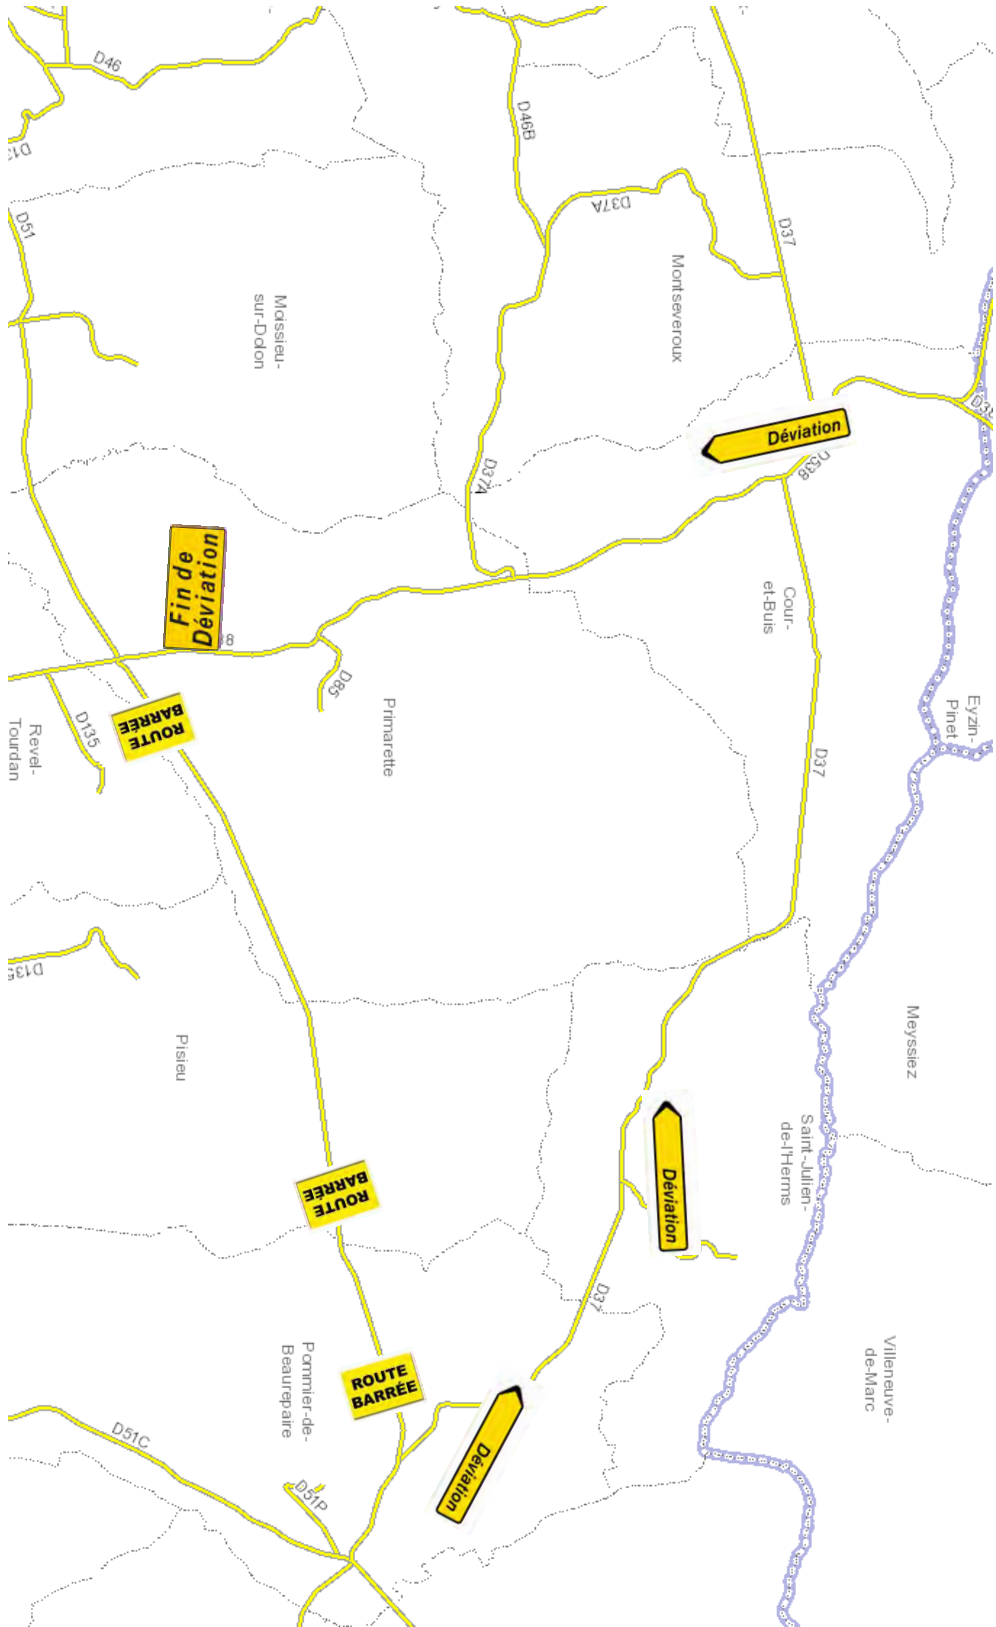 D46
D46B
D51
D37A
D37
Moissieu-
sur-Dolon
Montseveroux
Déviation
D538
D37A
Fin de
Déviation
Cour-
et-Buis
D85
Primarette
ROUTE
BARRÉE
D135
Revel-
Tourdan
Eyzin-
Pinet
D37
D135
Pisieu
Meyssiez
Saint-Julien-
de-l'Herms
Déviation
ROUTE
BARRÉE
D37
Villeneuve-
de-Marc
Pommier-de-
Beaurepaire
ROUTE
BARRÉE
Déviation
D51C
D51P